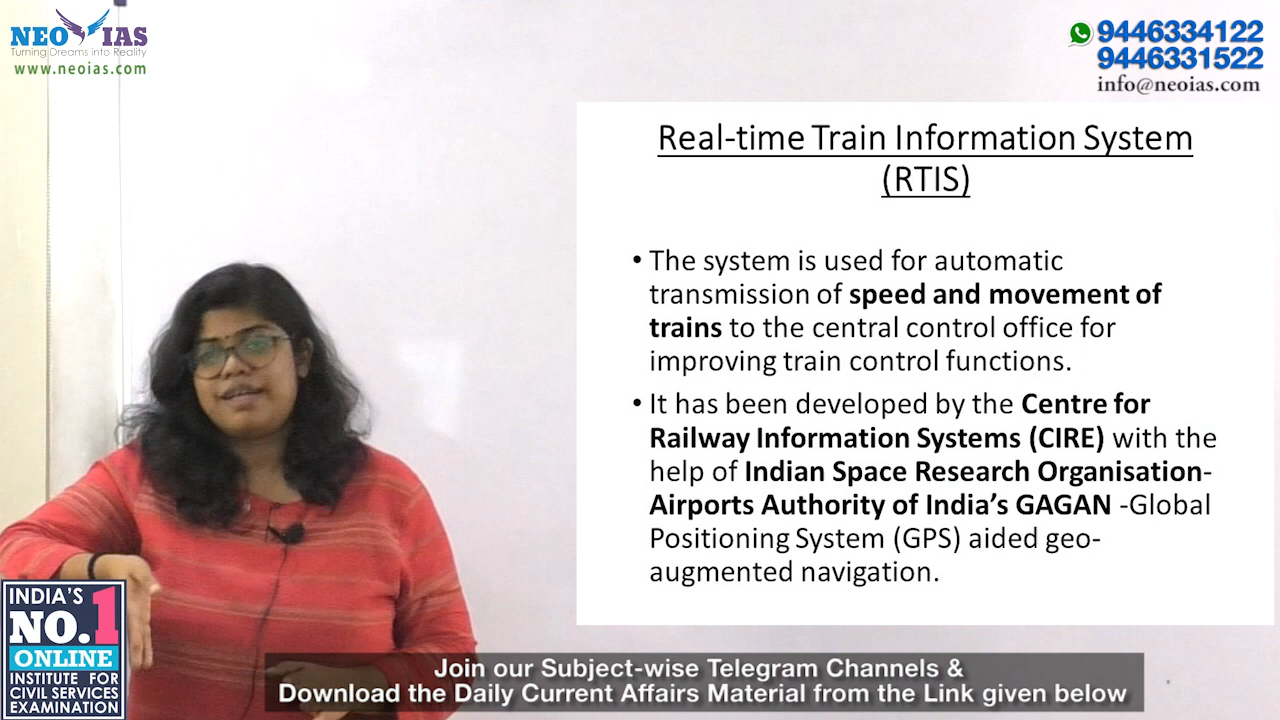 NEO IAS
Turning Dreams into Reality
www.neoias.com
9446334122
9446331522
info@neoias.com
Real-time Train Information System
(RTIS)
• The system is used for automatic
transmission of speed and movement of
trains to the central control office for
improving train control functions.
• It has been developed by the Centre for
Railway Information Systems (CIRE) with the
help of Indian Space Research Organisation-
Airports Authority of India’s GAGAN -Global
Positioning System (GPS) aided geo-
augmented navigation.
INDIA'S
NO.1
ONLINE
INSTITUTE FOR
CIVIL SERVICES
EXAMINATION
Join our Subject-wise Telegram Channels &
Download the Daily Current Affairs Material from the Link given below